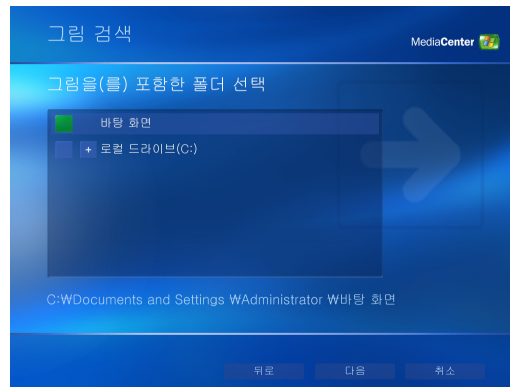 그림 검색
MediaCenter
그림을(를) 포함한 폴더 선택
바탕 화면
+ 로컬 드라이브(C:)
C:₩Documents and Settings ₩Administrator ₩바탕 화면
뒤로 다음 취소